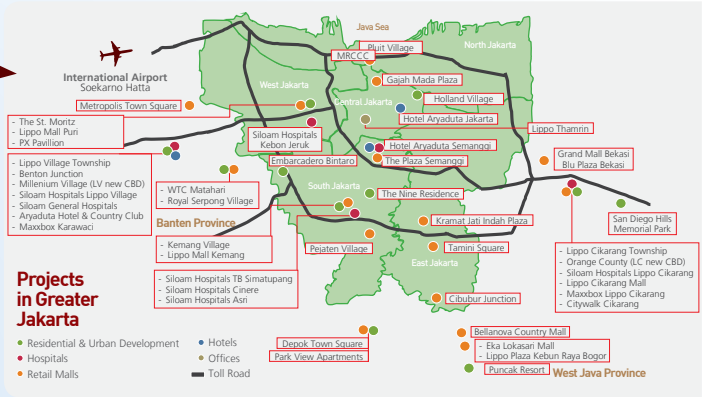 Java Sea
Pluit Village
MRCCC
North Jakarta
International Airport
Soekarno Hatta
West Jakarta
Gajah Mada Plaza
Metropolis Town Square
Central Jakarta
Holland Village
Hotel Aryaduta Jakarta
- The St. Moritz
- Lippo Mall Puri
- PX Pavillion
Siloam Hospitals
Kebon Jeruk
Lippo Thamrin
Hotel Aryaduta Semanggi
Embarcadero Bintaro
The Plaza Semanggi
Grand Mall Bekasi
Blu Plaza Bekasi
- Lippo Village Township
- Benton Junction
- Millenium Village (LV new CBD)
- Siloam Hospitals Lippo Village
- Siloam General Hospitals
- Aryaduta Hotel & Country Club
- Maxxbox Karawaci
- WTC Matahari
- Royal Serpong Village
South Jakarta
The Nine Residence
Banten Province
Kramat Jati Indah Plaza
San Diego Hills
Memorial Park
- Kemang Village
- Lippo Mall Kemang
Pejaten Village
Tamini Square
East Jakarta
- Lippo Cikarang Township
- Orange County (LC new CBD)
- Siloam Hospitals Lippo Cikarang
- Lippo Cikarang Mall
- Maxxbox Lippo Cikarang
- Citywalk Cikarang
- Siloam Hospitals TB Simatupang
- Siloam Hospitals Cinere
- Siloam Hospitals Asri
Cibubur Junction
Projects
in Greater
Jakarta
Residential & Urban Development
Hospitals
Retail Malls
Hotels
Offices
Toll Road
Depok Town Square
Park View Apartments
Bellanova Country Mall
- Eka Lokasari Mall
- Lippo Plaza Kebun Raya Bogor
Puncak Resort
West Java Province